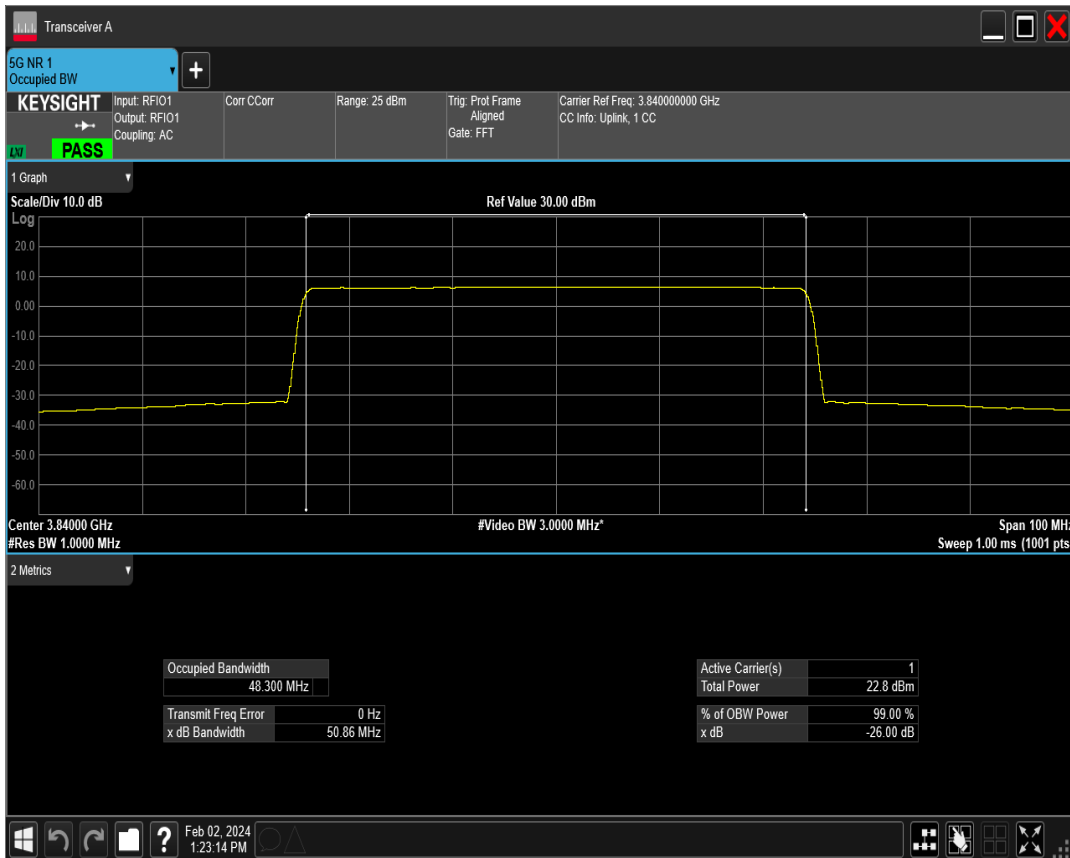 Transceiver A
5G NR 1
Occupied BW
KEYSIGHT
LXI
PASS
Input: RFIO1
Output: RFIO1
Coupling: AC
Corr CCorr
Range: 25 dBm
Trig: Prot Frame
Aligned
Gate: FFT
Carrier Ref Freq: 3.840000000 GHz
CC Info: Uplink, 1 CC
1 Graph
Scale/Div 10.0 dB
Ref Value 30.00 dBm
Log
20.0
10.0
0.00
-10.0
-20.0
-30.0
-40.0
-50.0
-60.0
Center 3.84000 GHz
#Video BW 3.0000 MHz*
Span 100 MHz
#Res BW 1.0000 MHz
Sweep 1.00 ms (1001 pts
2 Metrics
Occupied Bandwidth
48.300 MHz
Transmit Freq Error 0 Hz
x dB Bandwidth 50.86 MHz
Active Carrier(s) 1
Total Power 22.8 dBm
% of OBW Power 99.00 %
x dB -26.00 dB
?
Feb 02, 2024
1:23:14 PM